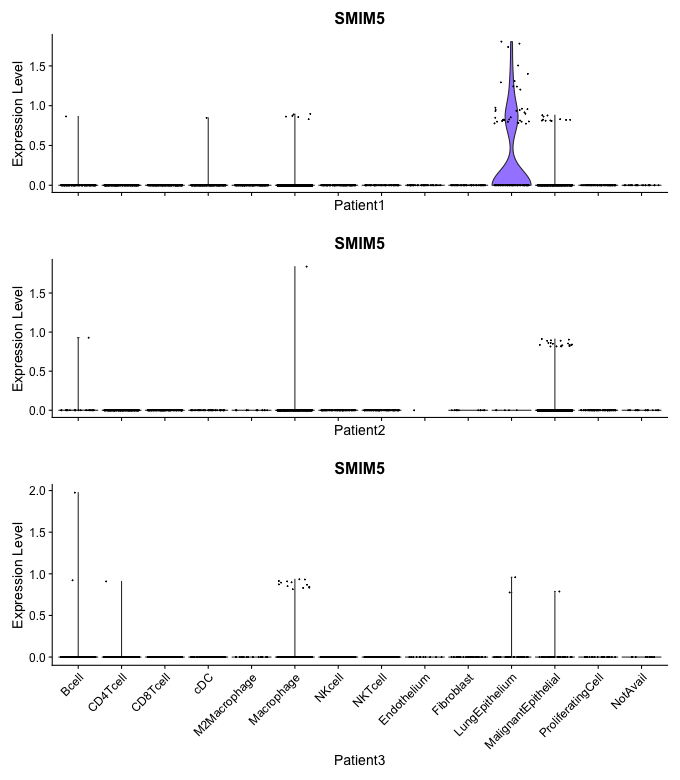 SMIM5
Expression Level
1.5
1.0
0.5
0.0
Patient1
SMIM5
Expression Level
1.5
1.0
0.5
0.0
Patient2
SMIM5
Expression Level
2.0
1.5
1.0
0.5
0.0
Bcell
CD4Tcell
CD8Tcell
cDC
M2Macrophage
Macrophage
NKcell
NKTcell
Endothelium
Fibroblast
LungEpithelium
MalignantEpithelial
ProliferatingCell
NotAvail
Patient3